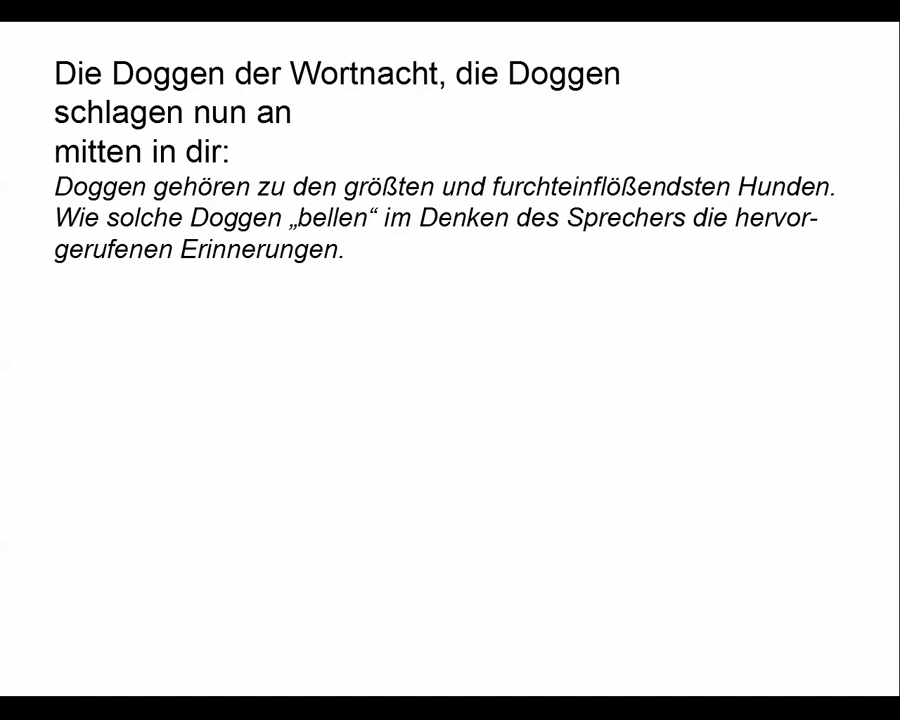 Die Doggen der Wortnacht, die Doggen
schlagen nun an
mitten in dir:
Doggen gehören zu den größten und furchteinflößendsten Hunden.
Wie solche Doggen „bellen“ im Denken des Sprechers die hervor-
gerufenen Erinnerungen.